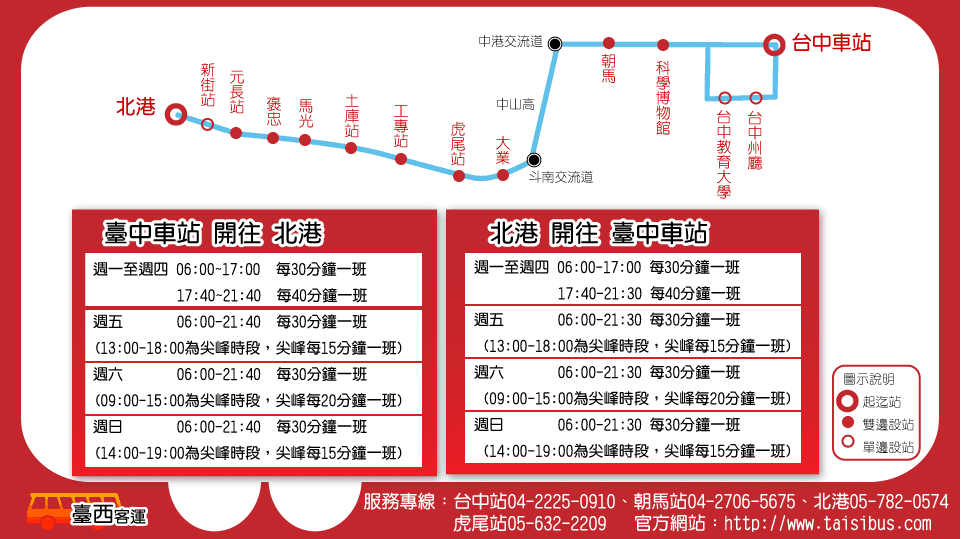 中港交流道
朝馬
科學博物館
台中車站
中山高
台中教育大學
台中州廳
斗南交流道
北港
新街站
元長站
褒忠
馬光
土庫站
工專站
虎尾站
大業
臺中車站 開往 北港
週一至週四 06:00~17:00 每30分鐘一班
17:40~21:40 每40分鐘一班
週五 06:00-21:40 每30分鐘一班
(13:00-18:00為尖峰時段，尖峰每15分鐘一班)
週六 06:00-21:40 每30分鐘一班
(09:00-15:00為尖峰時段，尖峰每20分鐘一班)
週日 06:00-21:40 每30分鐘一班
(14:00-19:00為尖峰時段，尖峰每15分鐘一班)
北港 開往 臺中車站
週一至週四 06:00-17:00 每30分鐘一班
17:40-21:30 每40分鐘一班
週五 06:00-21:30 每30分鐘一班
(13:00-18:00為尖峰時段，尖峰每15分鐘一班)
週六 06:00-21:30 每30分鐘一班
(09:00-15:00為尖峰時段，尖峰每20分鐘一班)
週日 06:00-21:30 每30分鐘一班
(14:00-19:00為尖峰時段，尖峰每15分鐘一班)
圖示說明
起迄站
雙邊設站
單邊設站
臺西客運
服務專線：台中站04-2225-0910、朝馬站04-2706-5675、北港05-782-0574
虎尾站05-632-2209 官方網站：http://www.taisibus.com